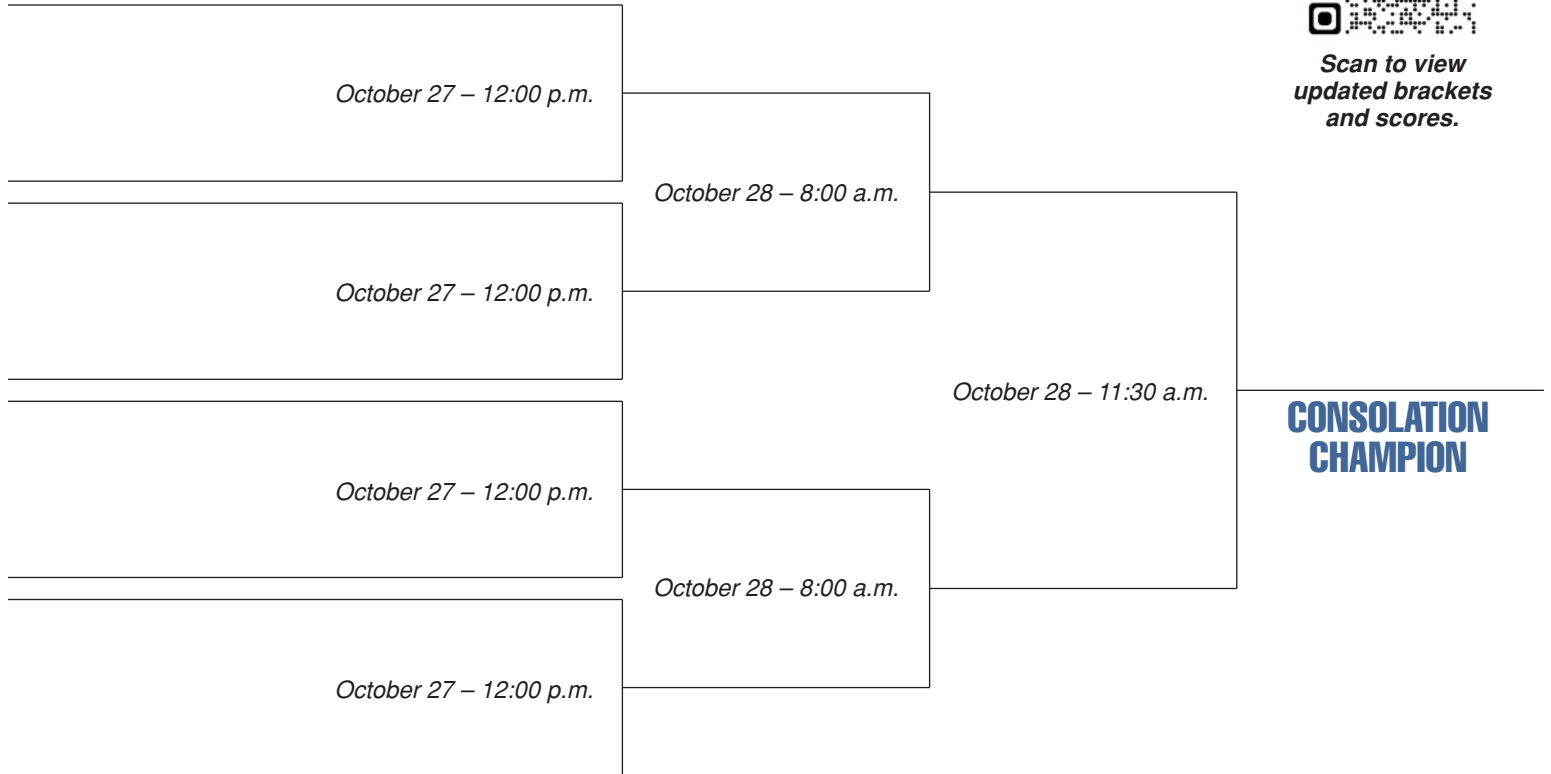 Scan to view
updated brackets
and scores.
October 27 – 12:00 p.m.
October 28 – 8:00 a.m.
October 27 – 12:00 p.m.
October 28 – 11:30 a.m.
CONSOLATION
CHAMPION
October 27 – 12:00 p.m.
October 28 – 8:00 a.m.
October 27 – 12:00 p.m.